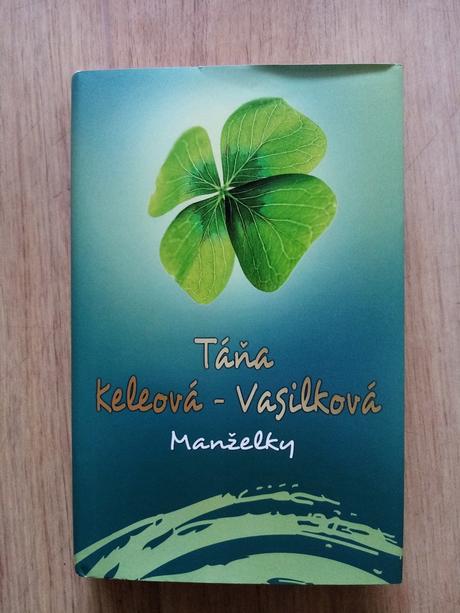 Táňa
Keleová - Vasilková
Manželky